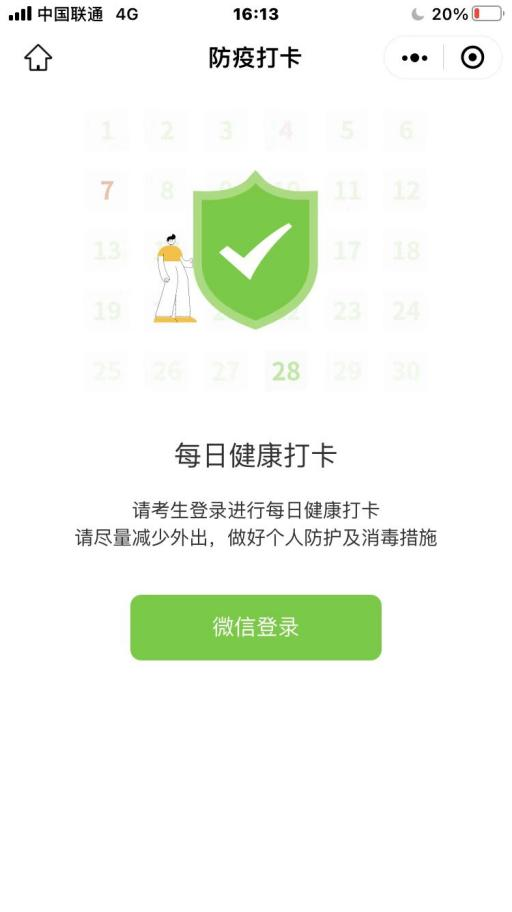 中国联通 4G 16:13 20%
防疫打卡
1 2 3 4 5 6
7 8 9 10 11 12
13 17 18
19 22 23 24
25 26 27 28 29 30
每日健康打卡
请考生登录进行每日健康打卡
请尽量减少外出，做好个人防护及消毒措施
微信登录